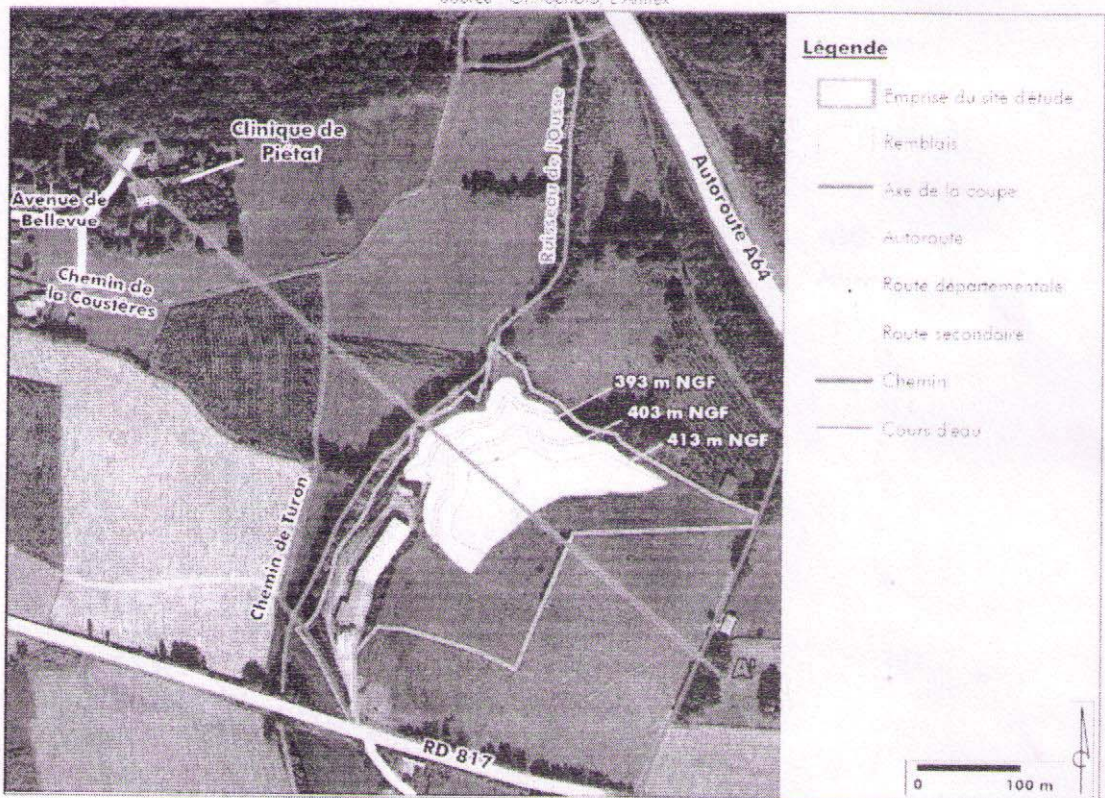 Légende
Emprise du site d'étude
Remblais
Axe de la coupe
Autoroute
Route départementale
Route secondaire
Chemin
Cours d'eau
A
Clinique de
Piétat
Avenue de
Bellevue
Chemin de
la Coustères
Ruisseau de l'Ousse
Autoroute A64
393 m NGF
403 m NGF
413 m NGF
Chemin de Turon
A'
RD 817
0 100 m